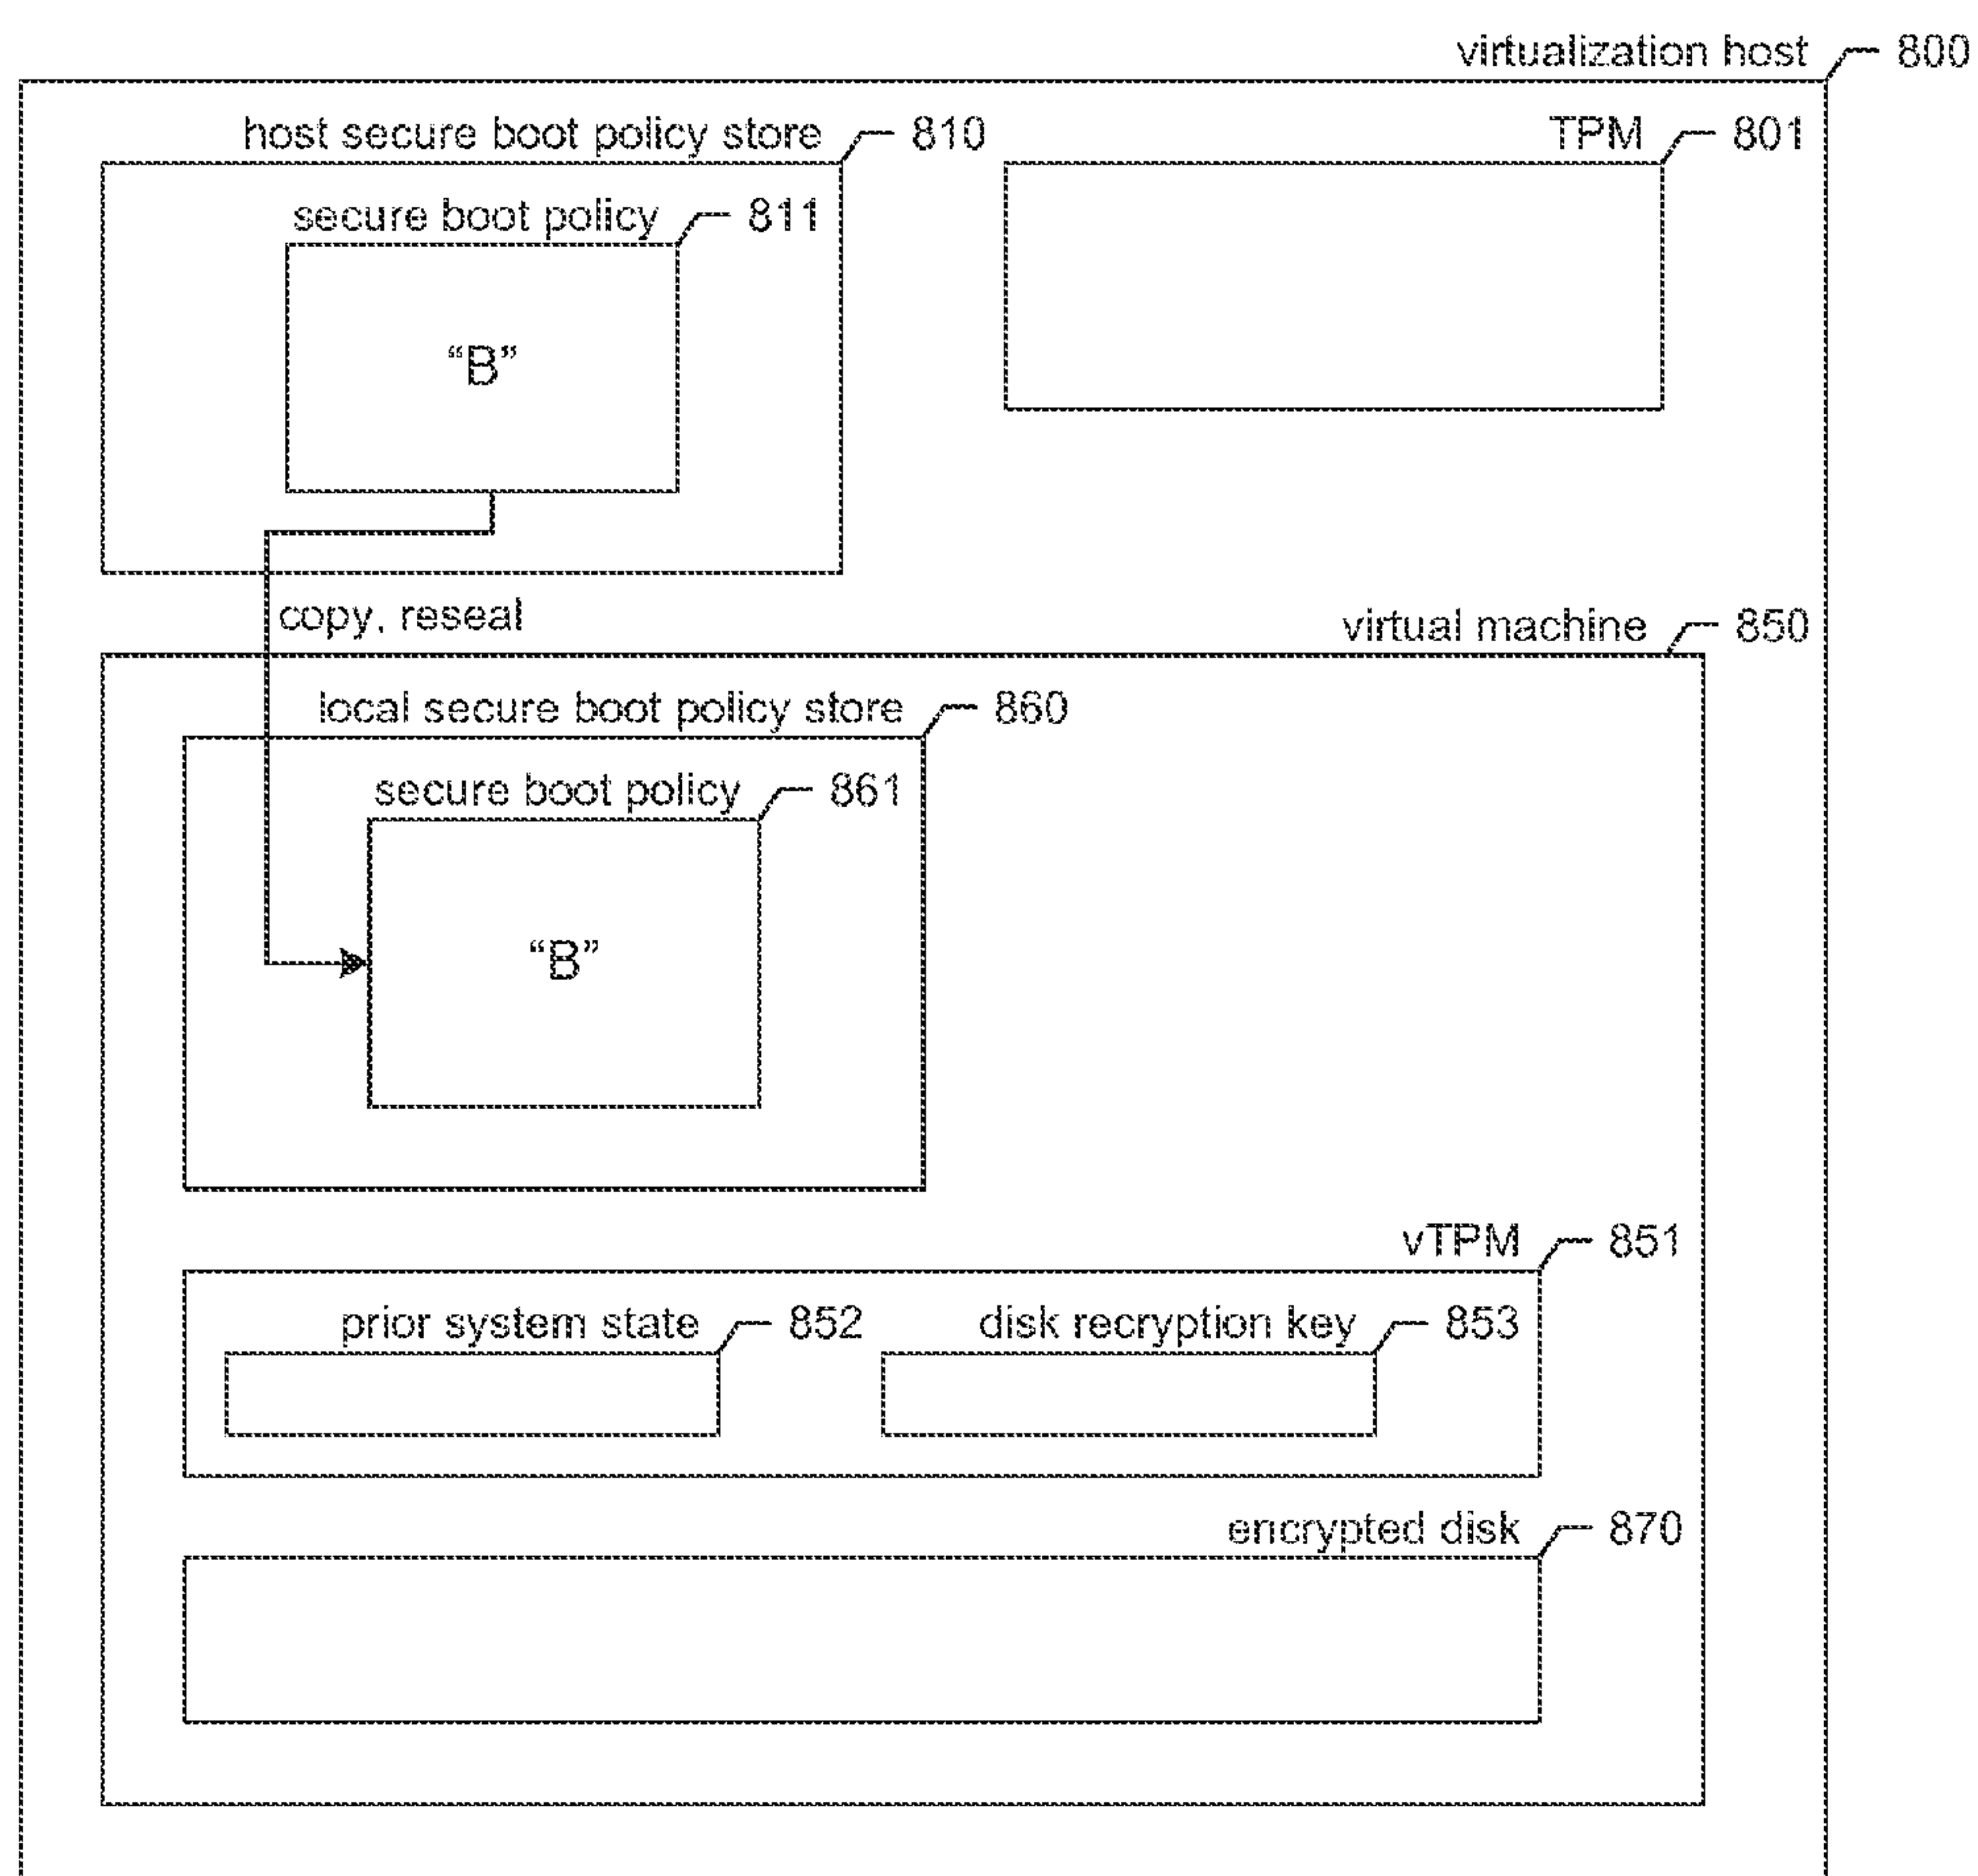 virtualization host 800
host secure boot policy store 810
TPM 801
secure boot policy 811
“B”
copy, reseal
virtual machine 850
local secure boot policy store 860
secure boot policy 861
“B”
vTPM 851
prior system state 852
disk recryption key 853
encrypted disk 870